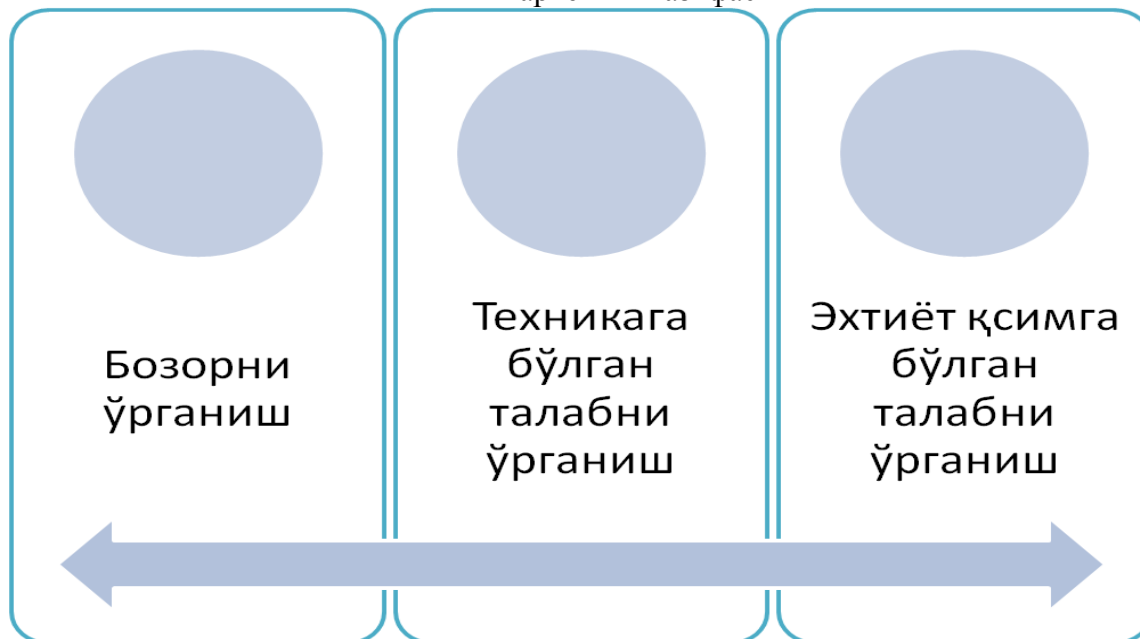 Бозорни
ўрганиш
Техникага
бўлган
талабни
ўрганиш
Эхтиёт қсимга
бўлган
талабни
ўрганиш